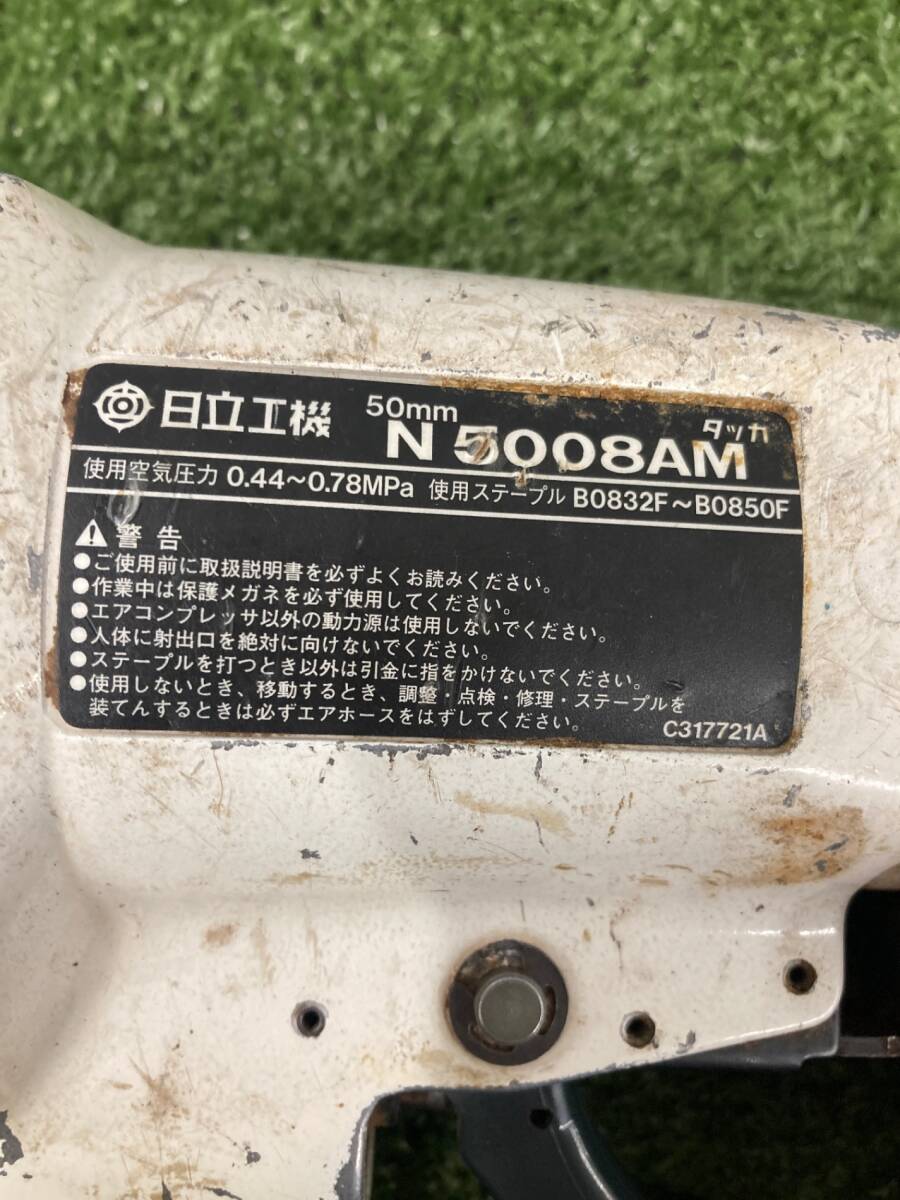 日立工機 50mm N 5008AM タッカ
使用空気圧力 0.44～0.78MPa 使用ステープル B0832F～B0850F
警告
●ご使用前に取扱説明書を必ずよくお読みください。
●作業中は保護メガネを必ず使用してください。
●エアコンプレッサ以外の動力源は使用しないでください。
●人体に射出口を絶対に向けないでください。
●ステープルを打つとき以外は引金に指をかけないでください。
●使用しないとき、移動するとき、調整・点検・修理・ステープルを
装てんするときは必ずエアホースをはずしてください。
C317721A